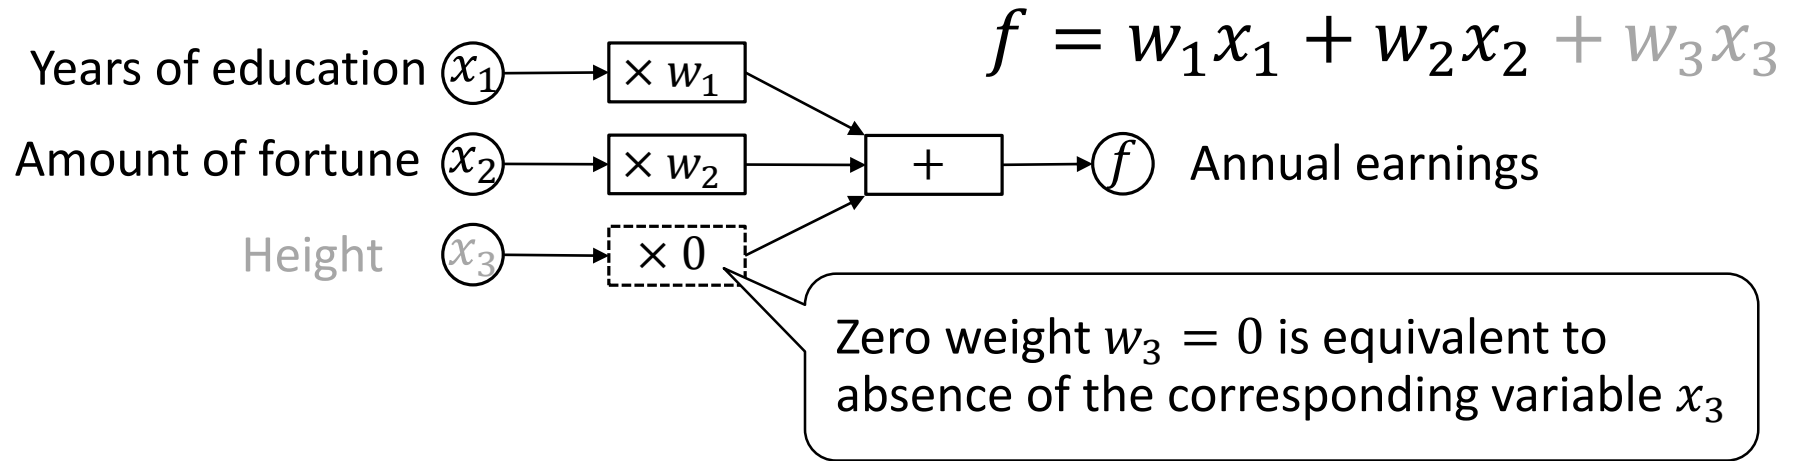 f = w₁x₁ + w₂x₂ + w₃x₃
Years of education x₁ × w₁
Amount of fortune x₂ × w₂ + f Annual earnings
Height x₃ × 0
Zero weight w₃ = 0 is equivalent to
absence of the corresponding variable x₃